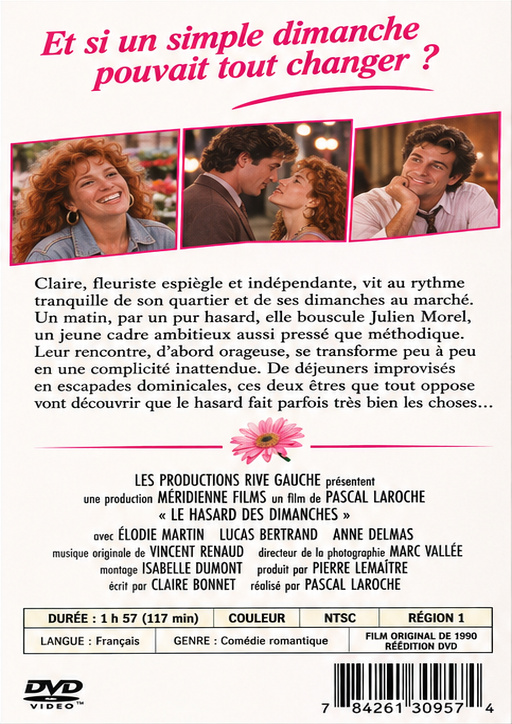 Et si un simple dimanche
pouvait tout changer ?
Claire, fleuriste espiègle et indépendante, vit au rythme
tranquille de son quartier et de ses dimanches au marché.
Un matin, par un pur hasard, elle bouscule Julien Morel,
un jeune cadre ambitieux aussi pressé que méthodique.
Leur rencontre, d'abord orageuse, se transforme peu à peu
en une complicité inattendue. De déjeuners improvisés
en escapades dominicales, ces deux êtres que tout oppose
vont découvrir que le hasard fait parfois très bien les choses...
LES PRODUCTIONS RIVE GAUCHE présentent
une production MÉRIDIENNE FILMS un film de PASCAL LAROCHE
« LE HASARD DES DIMANCHES »
avec ÉLODIE MARTIN LUCAS BERTRAND ANNE DELMAS
musique originale de VINCENT RENAUD directeur de la photographie MARC VALLÉE
montage ISABELLE DUMONT produit par PIERRE LEMAÎTRE
écrit par CLAIRE BONNET réalisé par PASCAL LAROCHE
DURÉE : 1 h 57 (117 min) COULEUR NTSC RÉGION 1
LANGUE : Français GENRE : Comédie romantique FILM ORIGINAL DE 1990
RÉÉDITION DVD
DVD
VIDEO™
7 84261 30957 4